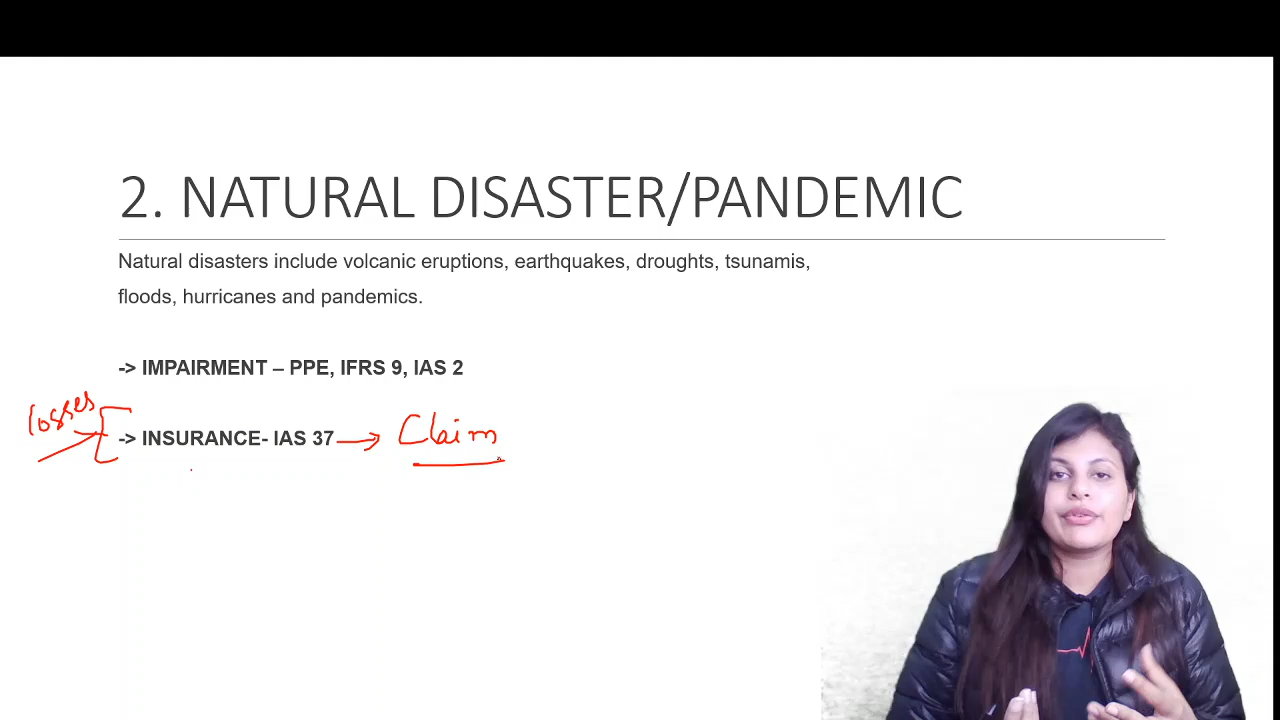 2. NATURAL DISASTER/PANDEMIC
Natural disasters include volcanic eruptions, earthquakes, droughts, tsunamis,
floods, hurricanes and pandemics.
-> IMPAIRMENT – PPE, IFRS 9, IAS 2
losses
-> INSURANCE- IAS 37 → Claim